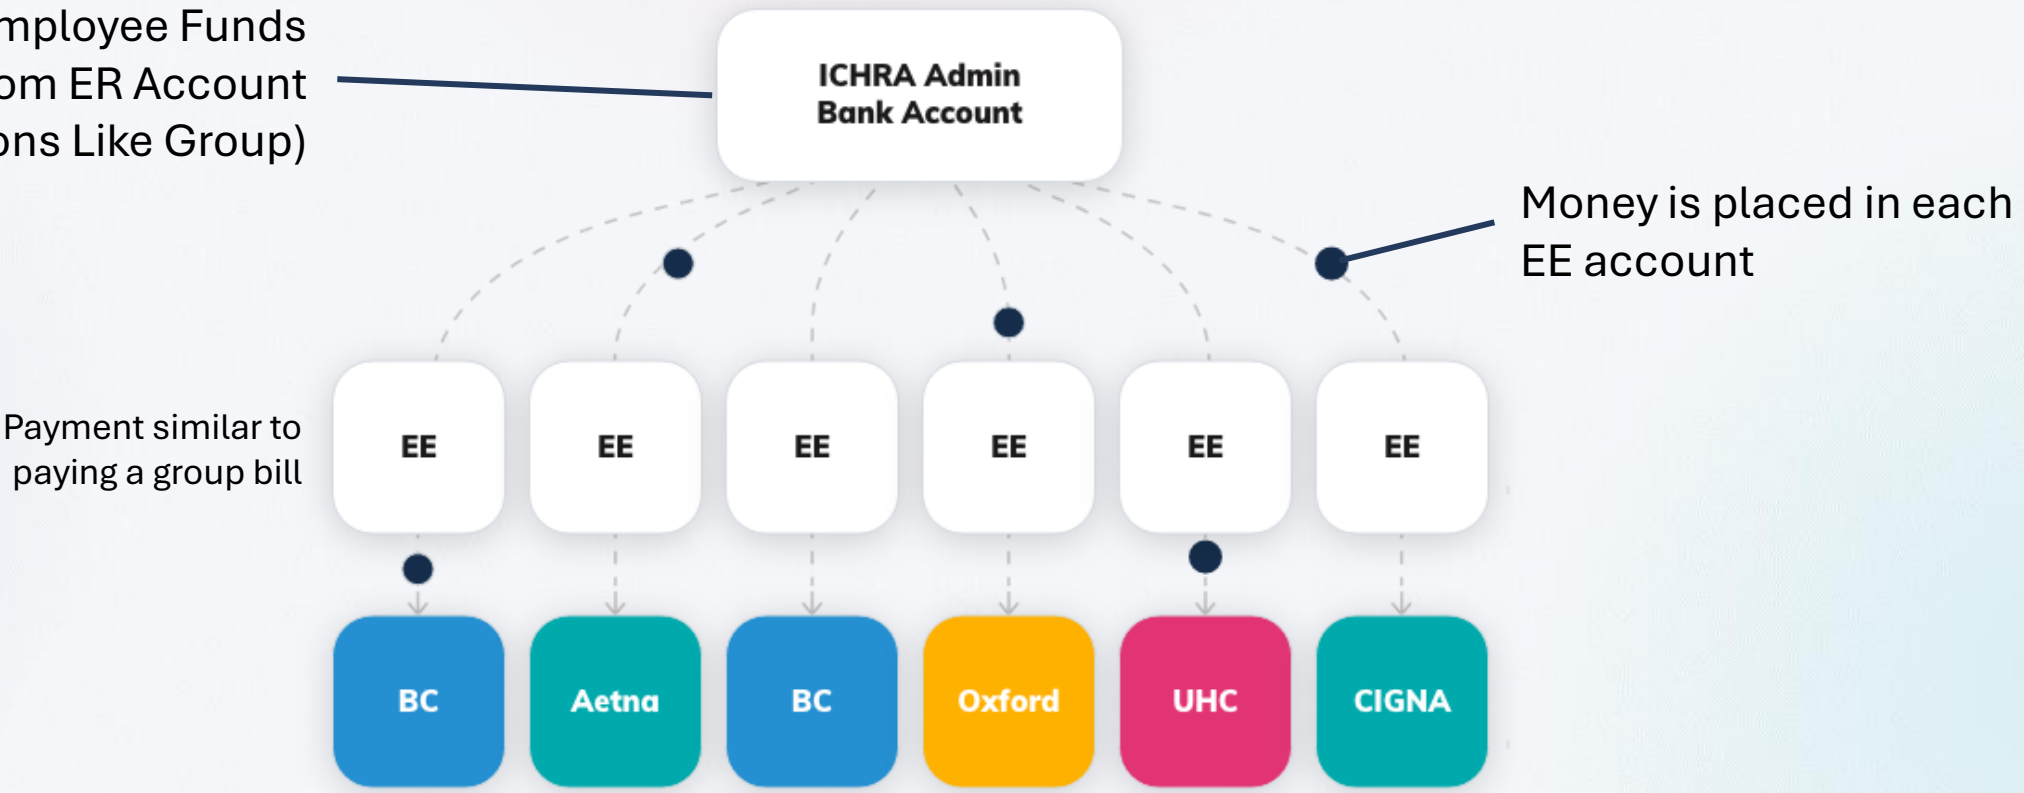 mployee Funds
om ER Account
ons Like Group)
ICHRA Admin
Bank Account
Money is placed in each
EE account
Payment similar to
paying a group bill
EE EE EE EE EE EE
BC Aetna BC Oxford UHC CIGNA